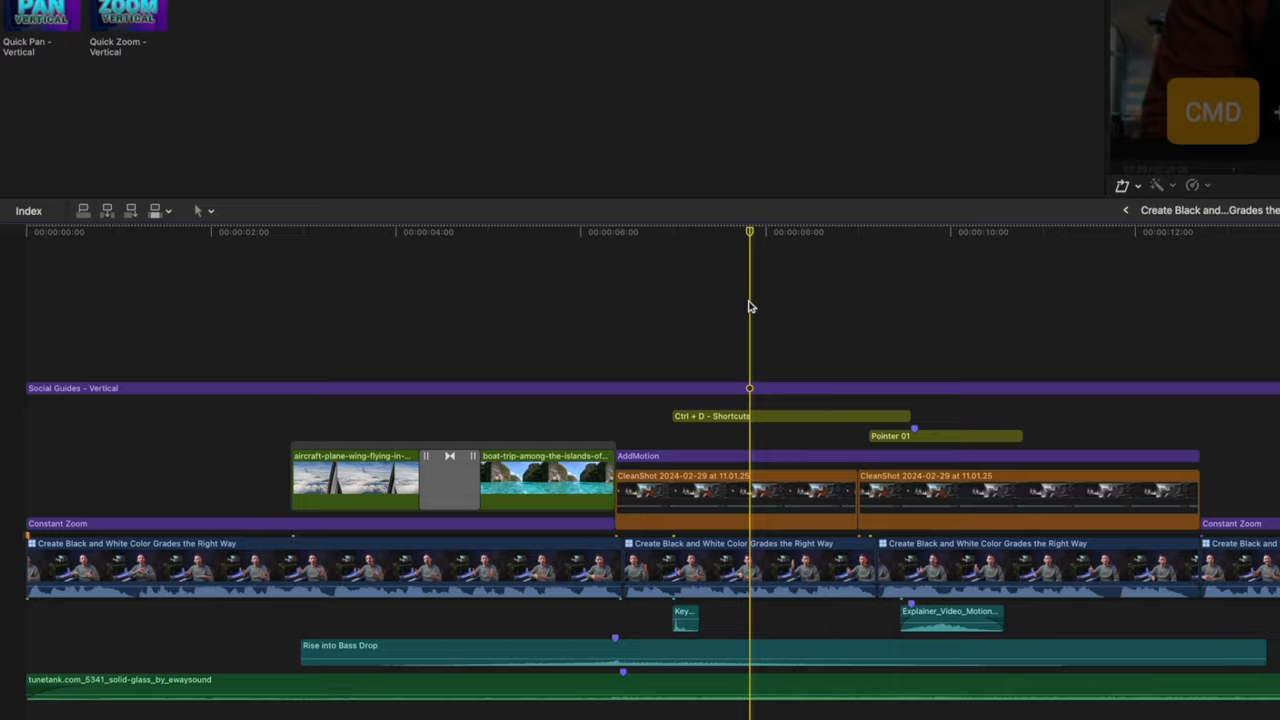 PAN
VERTICAL
ZOOM
VERTICAL
Quick Pan -
Vertical
Quick Zoom -
Vertical
CMD
Index
Create Black and...Grades the
00:00:00:00
00:00:02:00
00:00:04:00
00:00:06:00
00:00:08:00
00:00:10:00
00:00:12:00
Social Guides - Vertical
Ctrl + D - Shortcuts
Pointer 01
aircraft-plane-wing-flying-in-...
boat-trip-among-the-islands-of...
AddMotion
CleanShot 2024-02-29 at 11.01.25
CleanShot 2024-02-29 at 11.01.25
Constant Zoom
Constant Zoom
Create Black and White Color Grades the Right Way
Create Black and White Color Grades the Right Way
Create Black and White Color Grades the Right Way
Create Black and
Key...
Explainer_Video_Motion...
Rise into Bass Drop
tunetank.com_5341_solid-glass_by_ewaysound